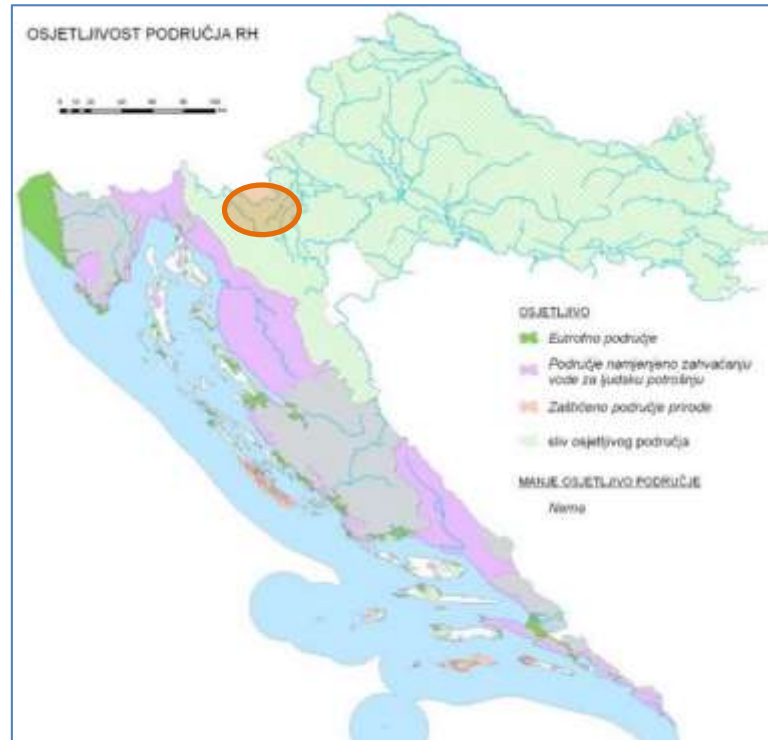 OSJETLJIVOST PODRUČJA RH
OSJETLJIVO
Eutrofno područje
Područje namjenjeno zahvaćanju
vode za ljudsku potrošnju
Zaštićeno područje prirode
sliv osjetljivog područja
MANJE OSJETLJIVO PODRUČJE
Nema